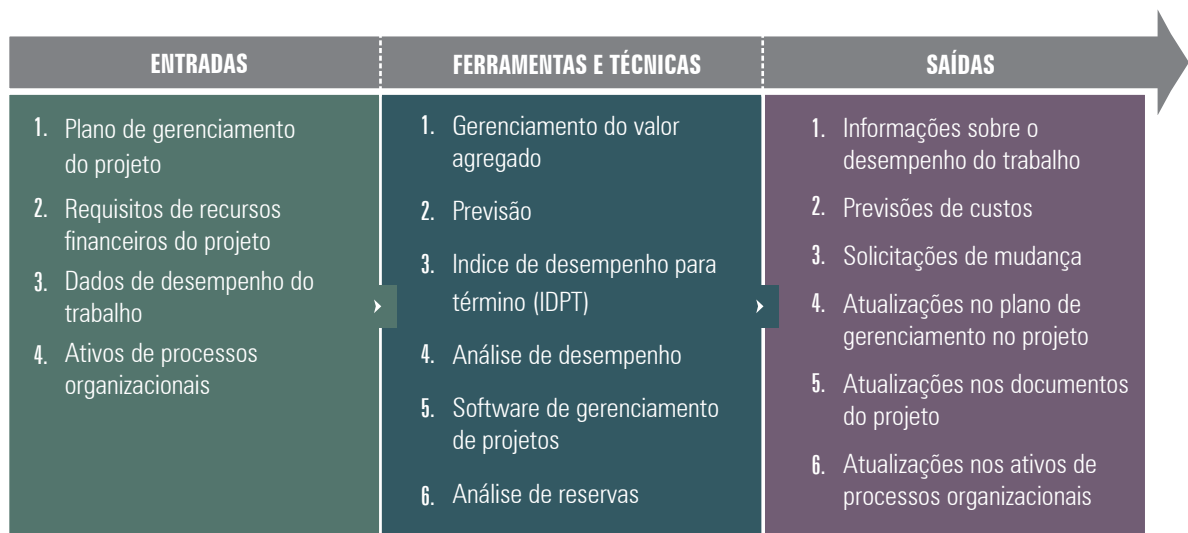 ENTRADAS
1. Plano de gerenciamento
do projeto
2. Requisitos de recursos
financeiros do projeto
3. Dados de desempenho do
trabalho
4. Ativos de processos
organizacionais
FERRAMENTAS E TÉCNICAS
1. Gerenciamento do valor
agregado
2. Previsão
3. Indice de desempenho para
término (IDPT)
4. Análise de desempenho
5. Software de gerenciamento
de projetos
6. Análise de reservas
SAÍDAS
1. Informações sobre o
desempenho do trabalho
2. Previsões de custos
3. Solicitações de mudança
4. Atualizações no plano de
gerenciamento no projeto
5. Atualizações nos documentos
do projeto
6. Atualizações nos ativos de
processos organizacionais